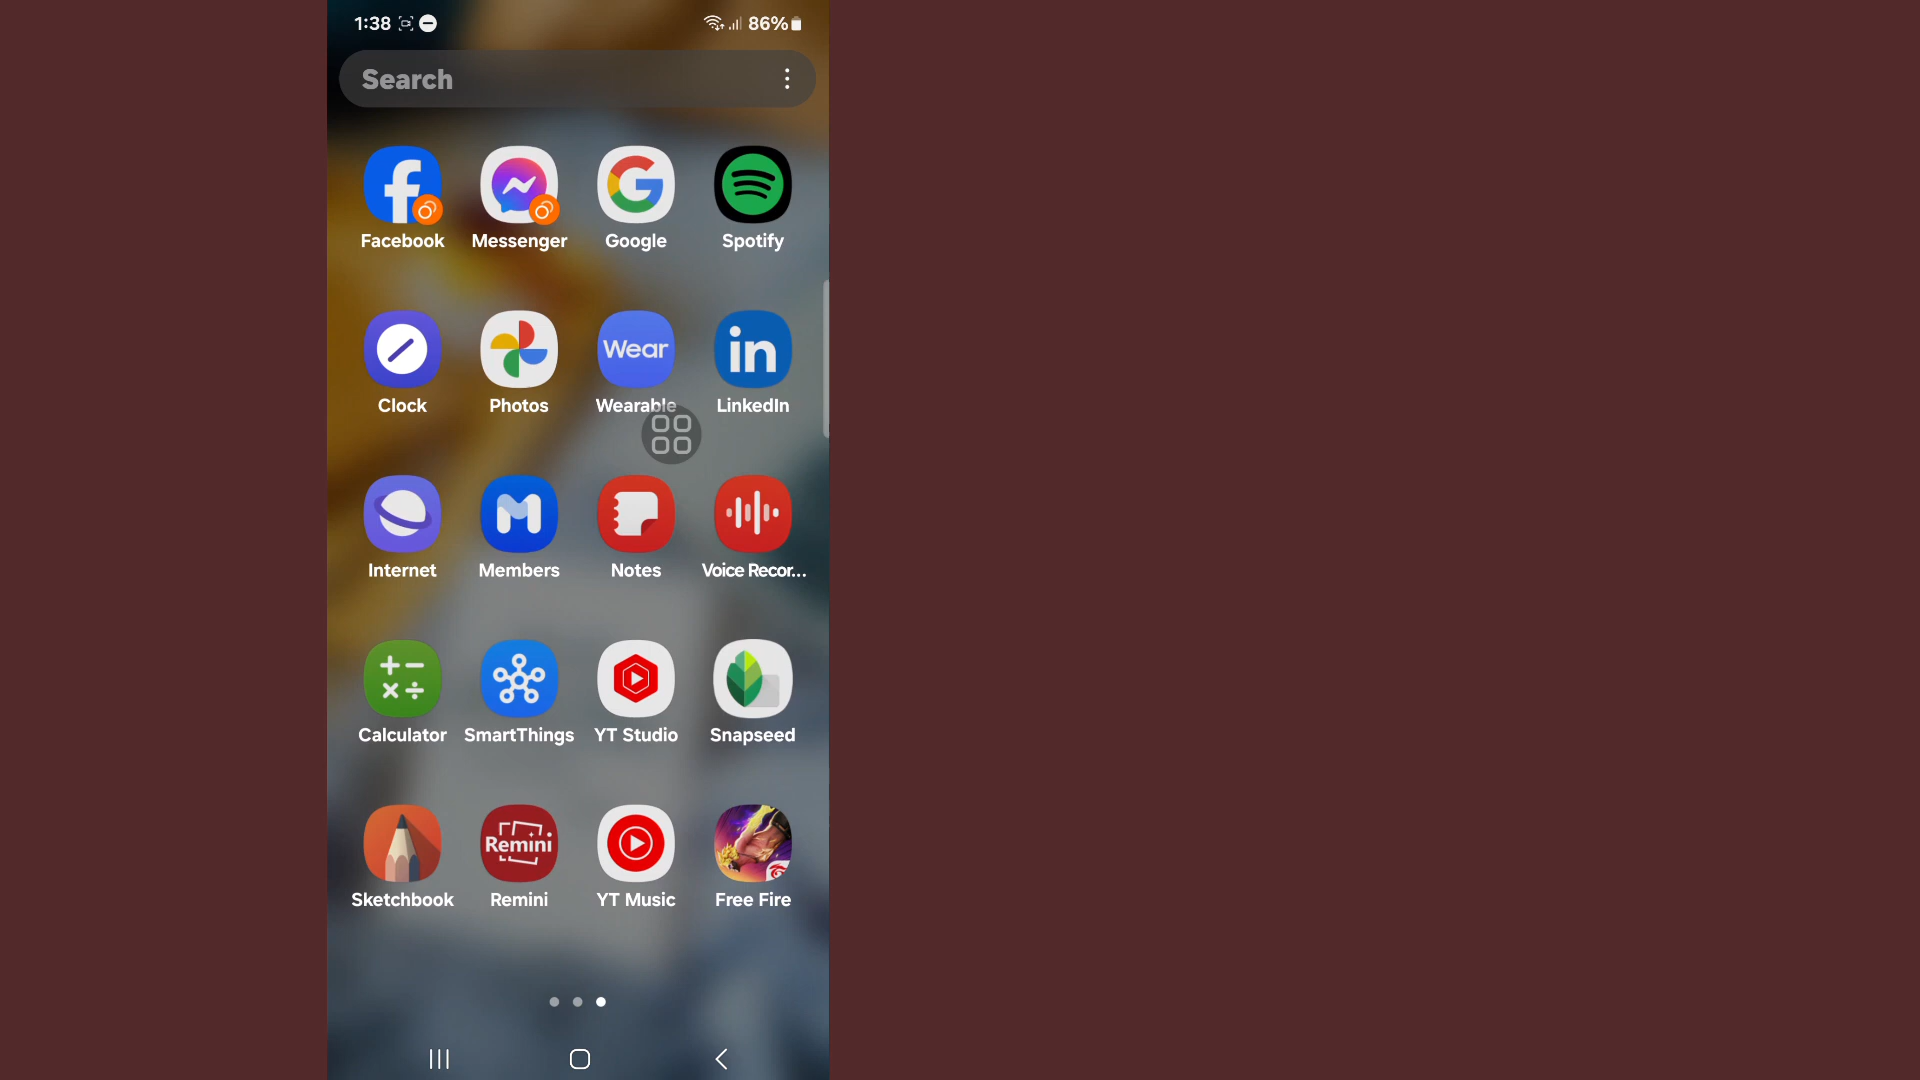 1:38 86%
Search
Facebook Messenger Google Spotify
Wear in
Clock Photos Wearable LinkedIn
Internet Members Notes Voice Recor...
Calculator SmartThings YT Studio Snapseed
Remini
Sketchbook Remini YT Music Free Fire